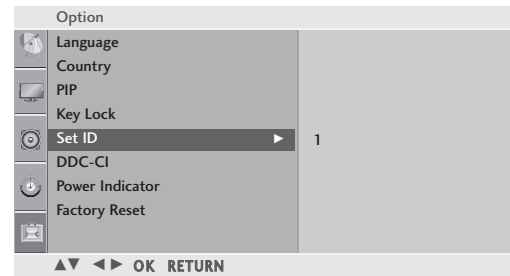 Option
Language
Country
PIP
Key Lock
Set ID ► 1
DDC-CI
Power Indicator
Factory Reset
▲▼ ◄► OK RETURN